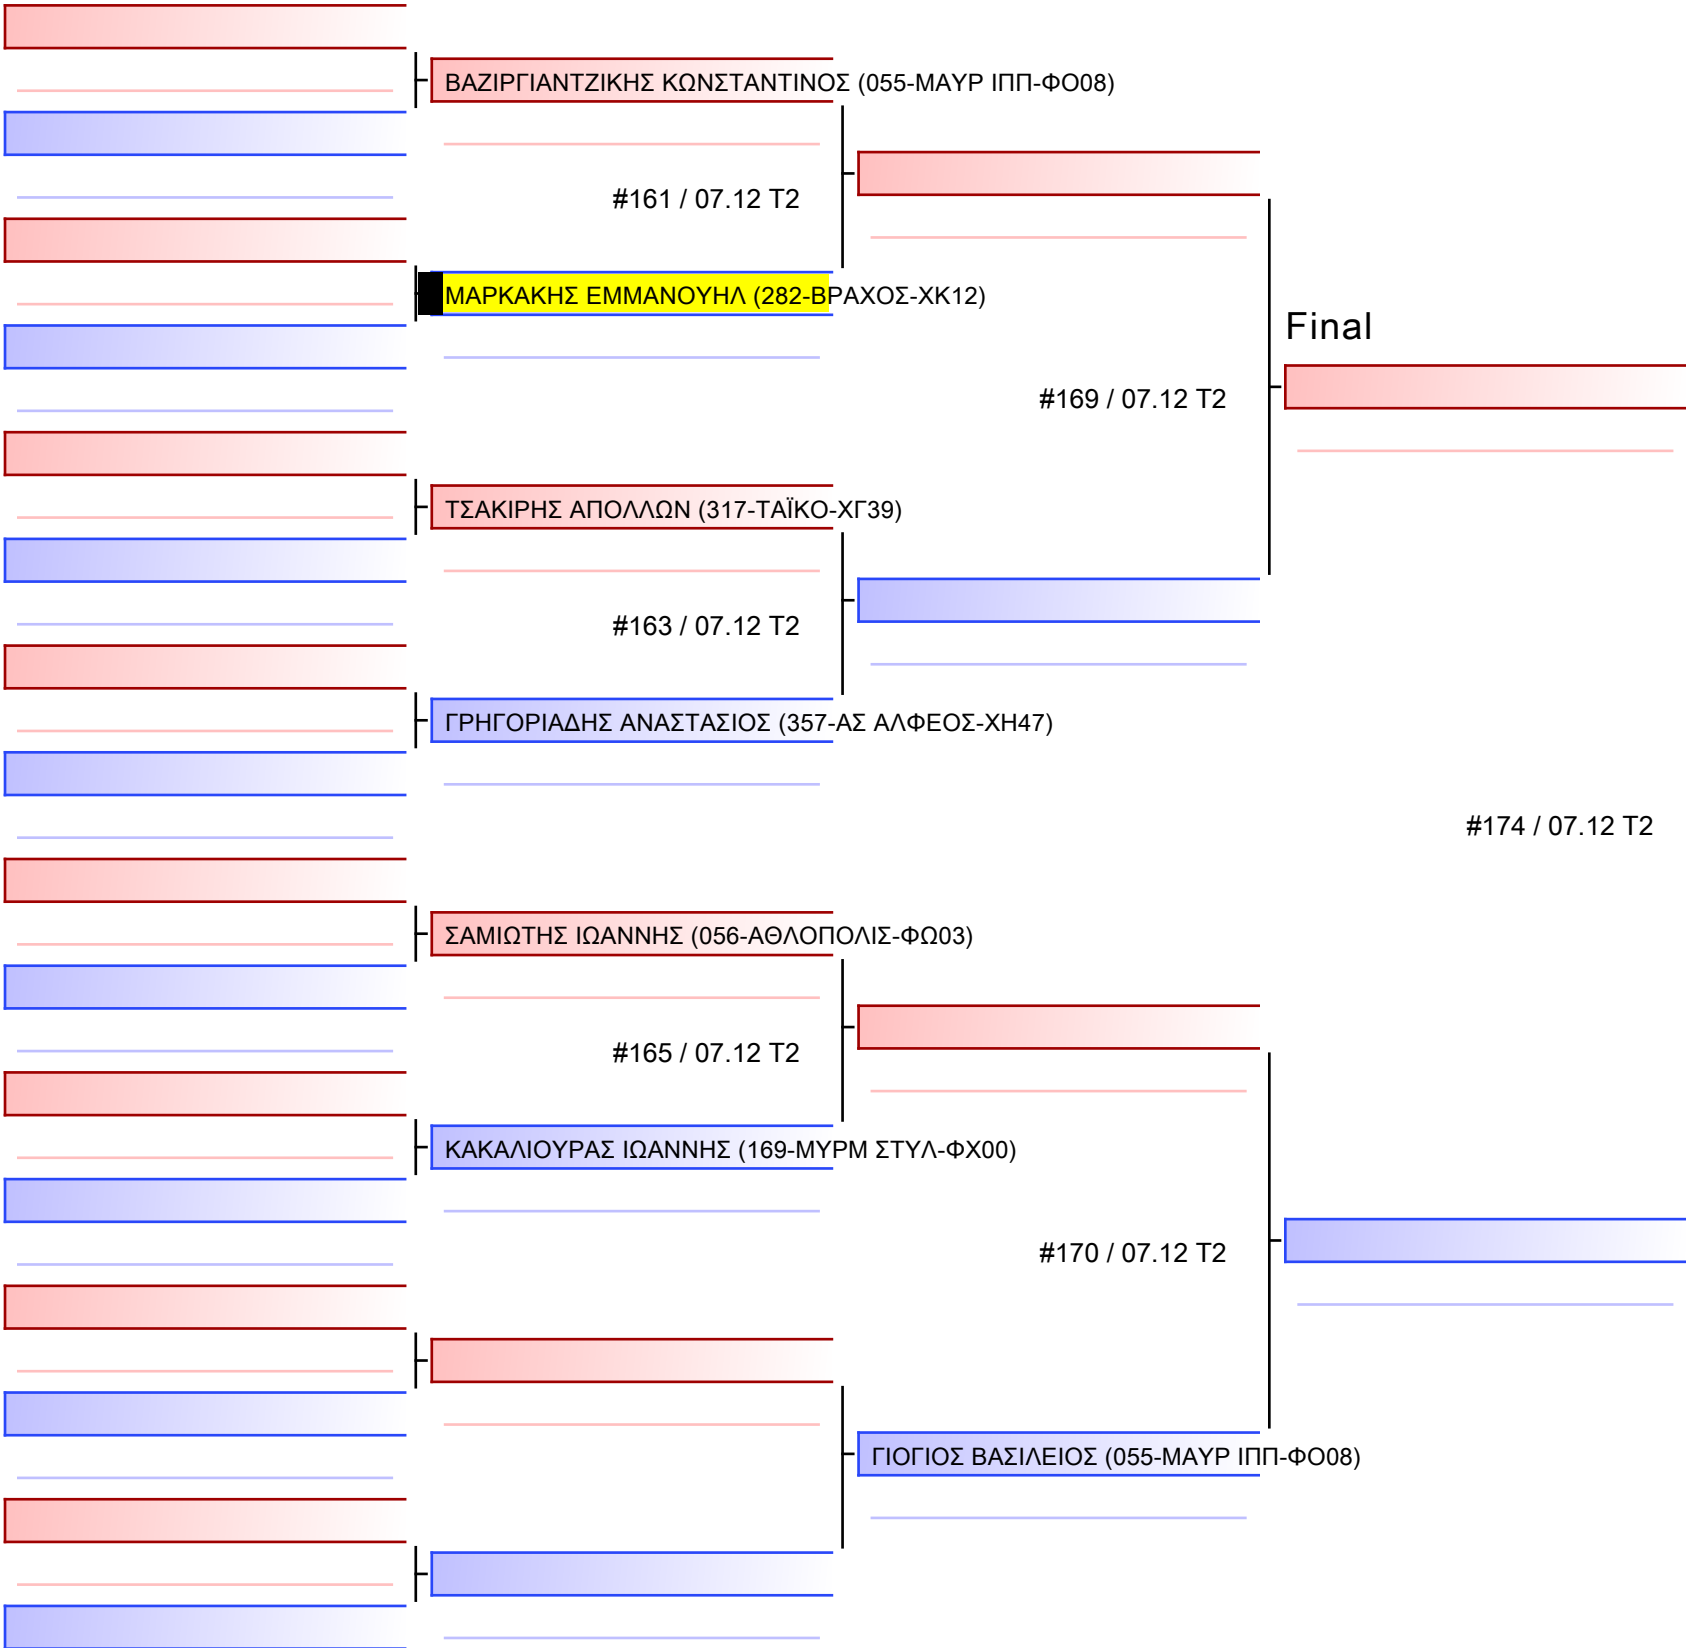 ΒΑΖΙΡΓΙΑΝΤΖΙΚΗΣ ΚΩΝΣΤΑΝΤΙΝΟΣ (055-ΜΑΥΡ ΙΠΠ-ΦΟ08)
#161 / 07.12 T2
ΜΑΡΚΑΚΗΣ ΕΜΜΑΝΟΥΗΛ (282-ΒΡΑΧΟΣ-ΧΚ12)
Final
#169 / 07.12 T2
ΤΣΑΚΙΡΗΣ ΑΠΟΛΛΩΝ (317-ΤΑΪΚΟ-ΧΓ39)
#163 / 07.12 T2
ΓΡΗΓΟΡΙΑΔΗΣ ΑΝΑΣΤΑΣΙΟΣ (357-ΑΣ ΑΛΦΕΟΣ-ΧΗ47)
#174 / 07.12 T2
ΣΑΜΙΩΤΗΣ ΙΩΑΝΝΗΣ (056-ΑΘΛΟΠΟΛΙΣ-ΦΩ03)
#165 / 07.12 T2
ΚΑΚΑΛΙΟΥΡΑΣ ΙΩΑΝΝΗΣ (169-ΜΥΡΜ ΣΤΥΛ-ΦΧ00)
#170 / 07.12 T2
ΓΙΟΓΙΟΣ ΒΑΣΙΛΕΙΟΣ (055-ΜΑΥΡ ΙΠΠ-ΦΟ08)